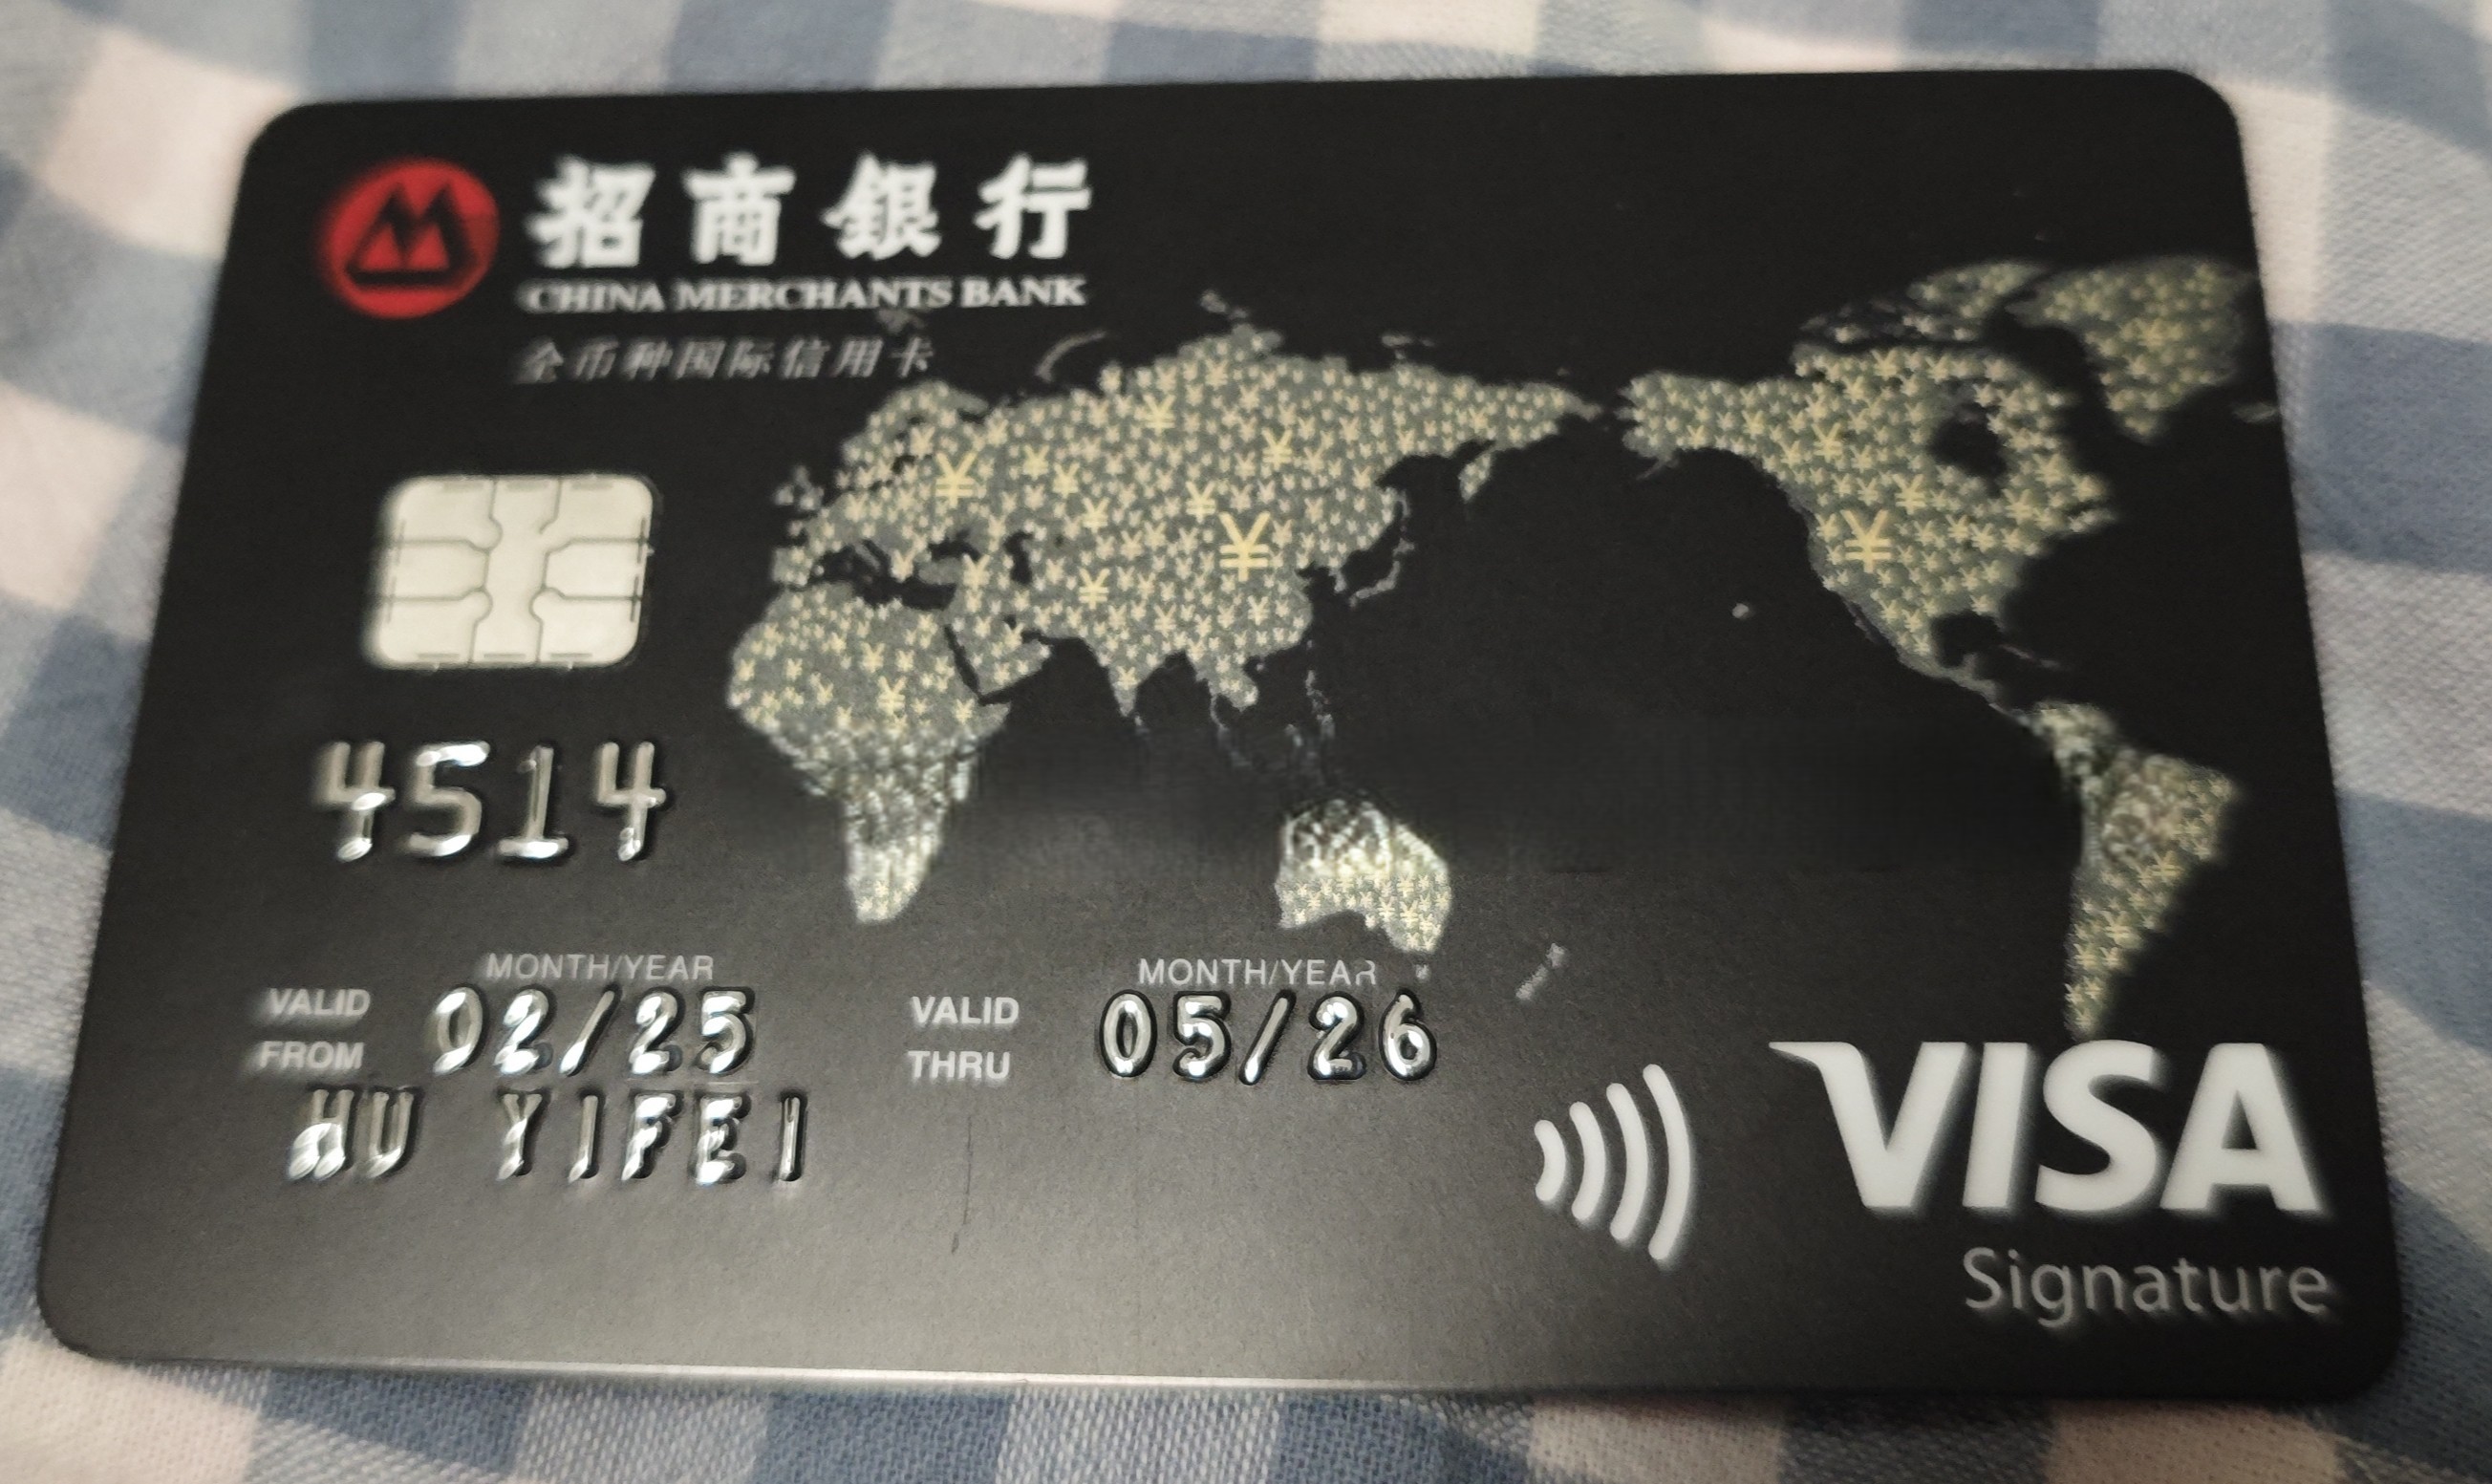 招商银行
CHINA MERCHANTS BANK
全币种国际信用卡
4514
MONTH/YEAR MONTH/YEAR
VALID FROM 02/25 VALID THRU 05/26
HU YIFEI
VISA
Signature